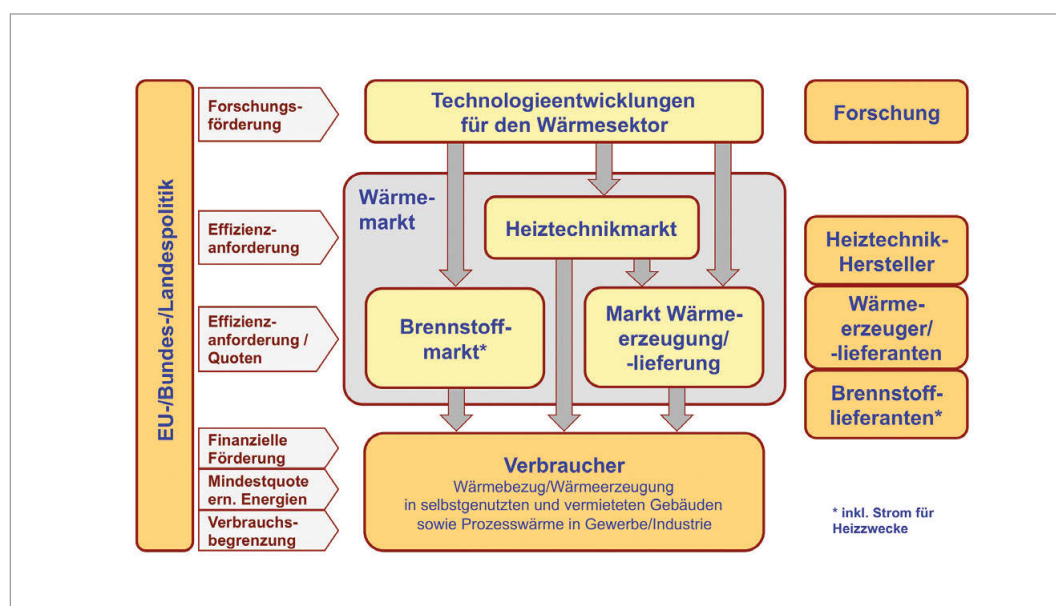 EU-/Bundes-/Landespolitik
Forschungs-
förderung
Effizienz-
anforderung
Effizienz-
anforderung /
Quoten
Finanzielle
Förderung
Mindestquote
ern. Energien
Verbrauchs-
begrenzung
Technologieentwicklungen
für den Wärmesektor
Wärme-
markt
Heiztechnikmarkt
Brennstoff-
markt*
Markt Wärme-
erzeugung/
-lieferung
Verbraucher
Wärmebezug/Wärmeerzeugung
in selbstgenutzten und vermieteten Gebäuden
sowie Prozesswärme in Gewerbe/Industrie
Forschung
Heiztechnik-
Hersteller
Wärme-
erzeuger/
-lieferanten
Brennstoff-
lieferanten*
* inkl. Strom für
Heizzwecke